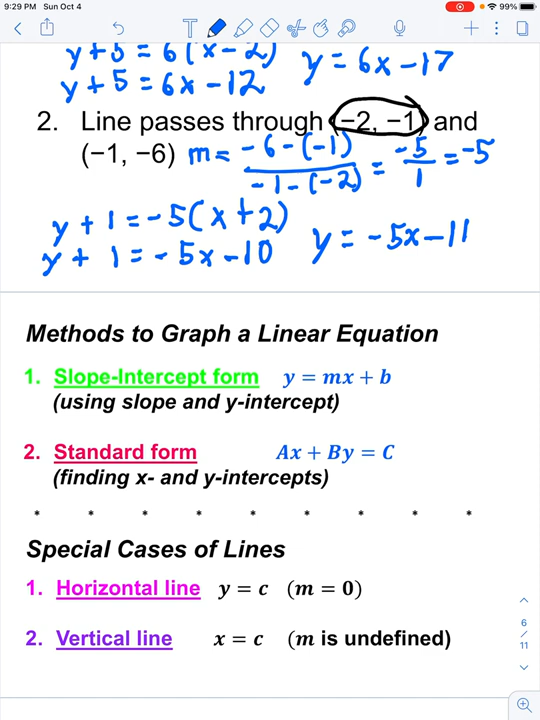 9:29 PM Sun Oct 4
99%
y + 5 = 6(x - 2) y = 6x - 17
y + 5 = 6x - 12
2. Line passes through (−2, −1) and
(−1, −6) m = -6-(-1) / -1-(-2) = -5/1 = -5
y + 1 = -5(x + 2)
y + 1 = -5x - 10 y = -5x - 11
Methods to Graph a Linear Equation
1. Slope-Intercept form y = mx + b
(using slope and y-intercept)
2. Standard form Ax + By = C
(finding x- and y-intercepts)
* * * * * * * * *
Special Cases of Lines
1. Horizontal line y = c (m = 0)
2. Vertical line x = c (m is undefined)
6
/
11